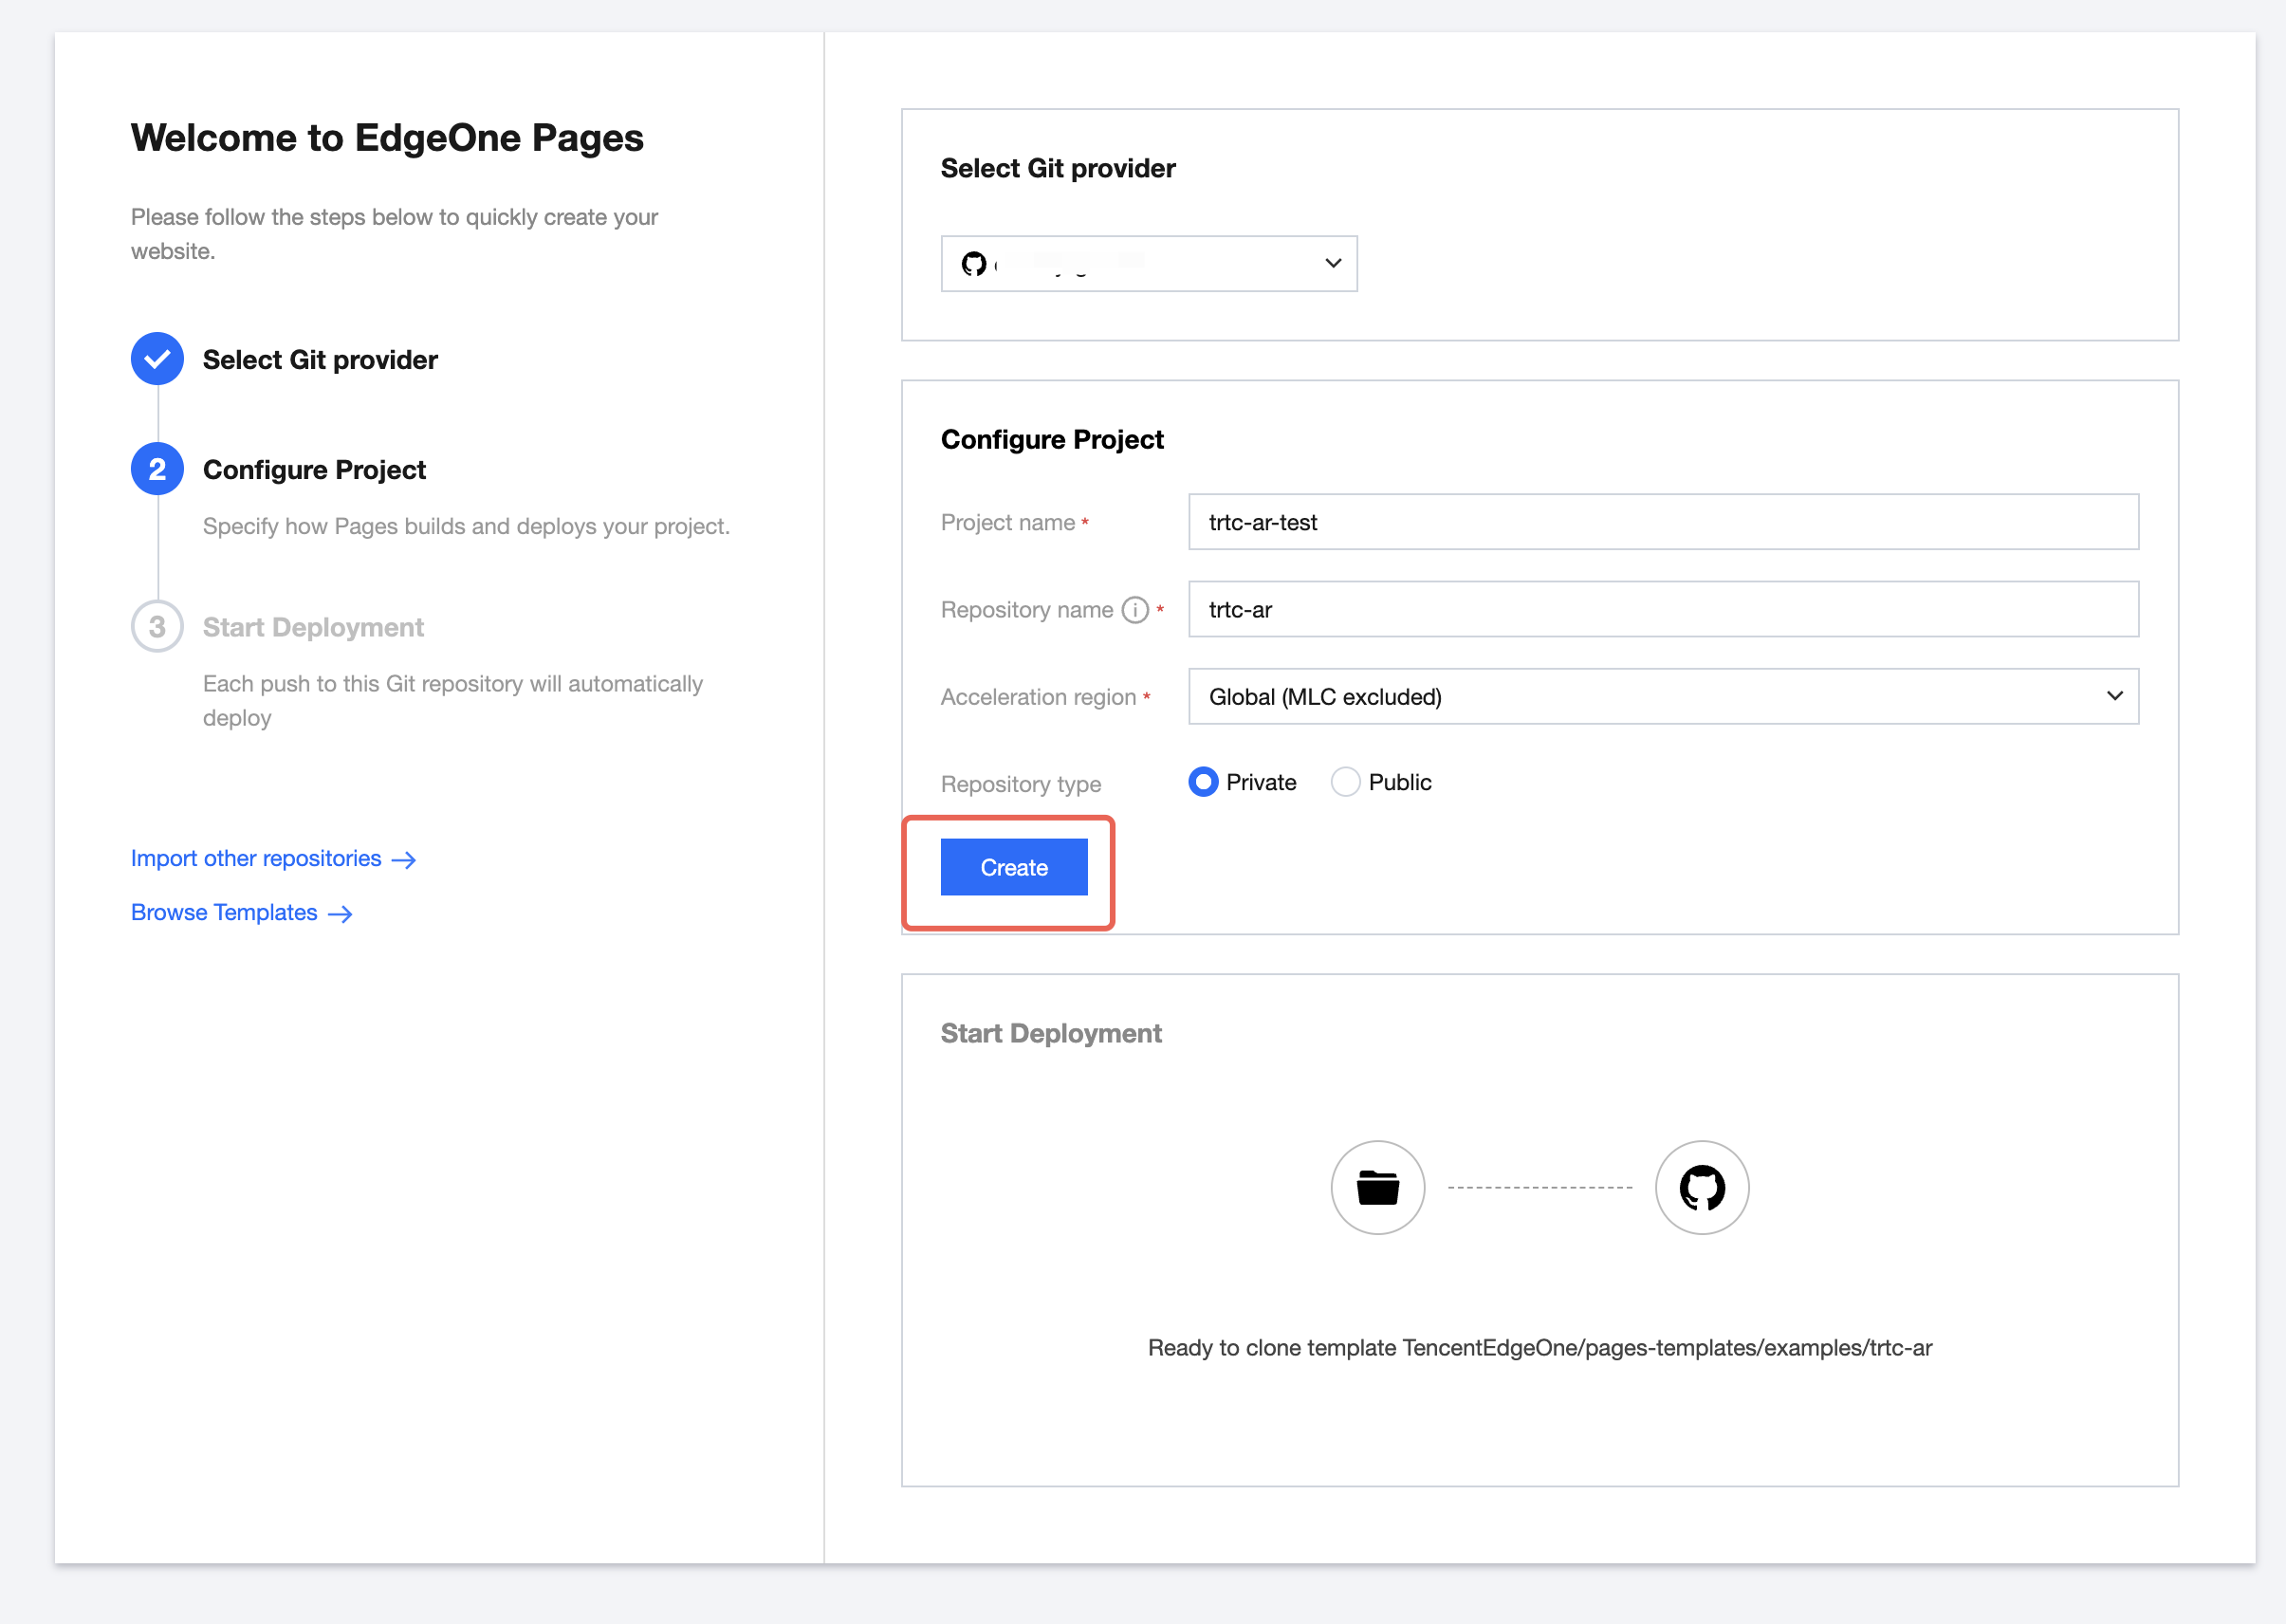 Welcome to EdgeOne Pages
Please follow the steps below to quickly create your
website.
Select Git provider
2
Configure Project
Specify how Pages builds and deploys your project.
3
Start Deployment
Each push to this Git repository will automatically
deploy
Import other repositories
Browse Templates
Select Git provider
Configure Project
Project name *
trtc-ar-test
Repository name i *
trtc-ar
Acceleration region *
Global (MLC excluded)
Repository type
Private
Public
Create
Start Deployment
Ready to clone template TencentEdgeOne/pages-templates/examples/trtc-ar